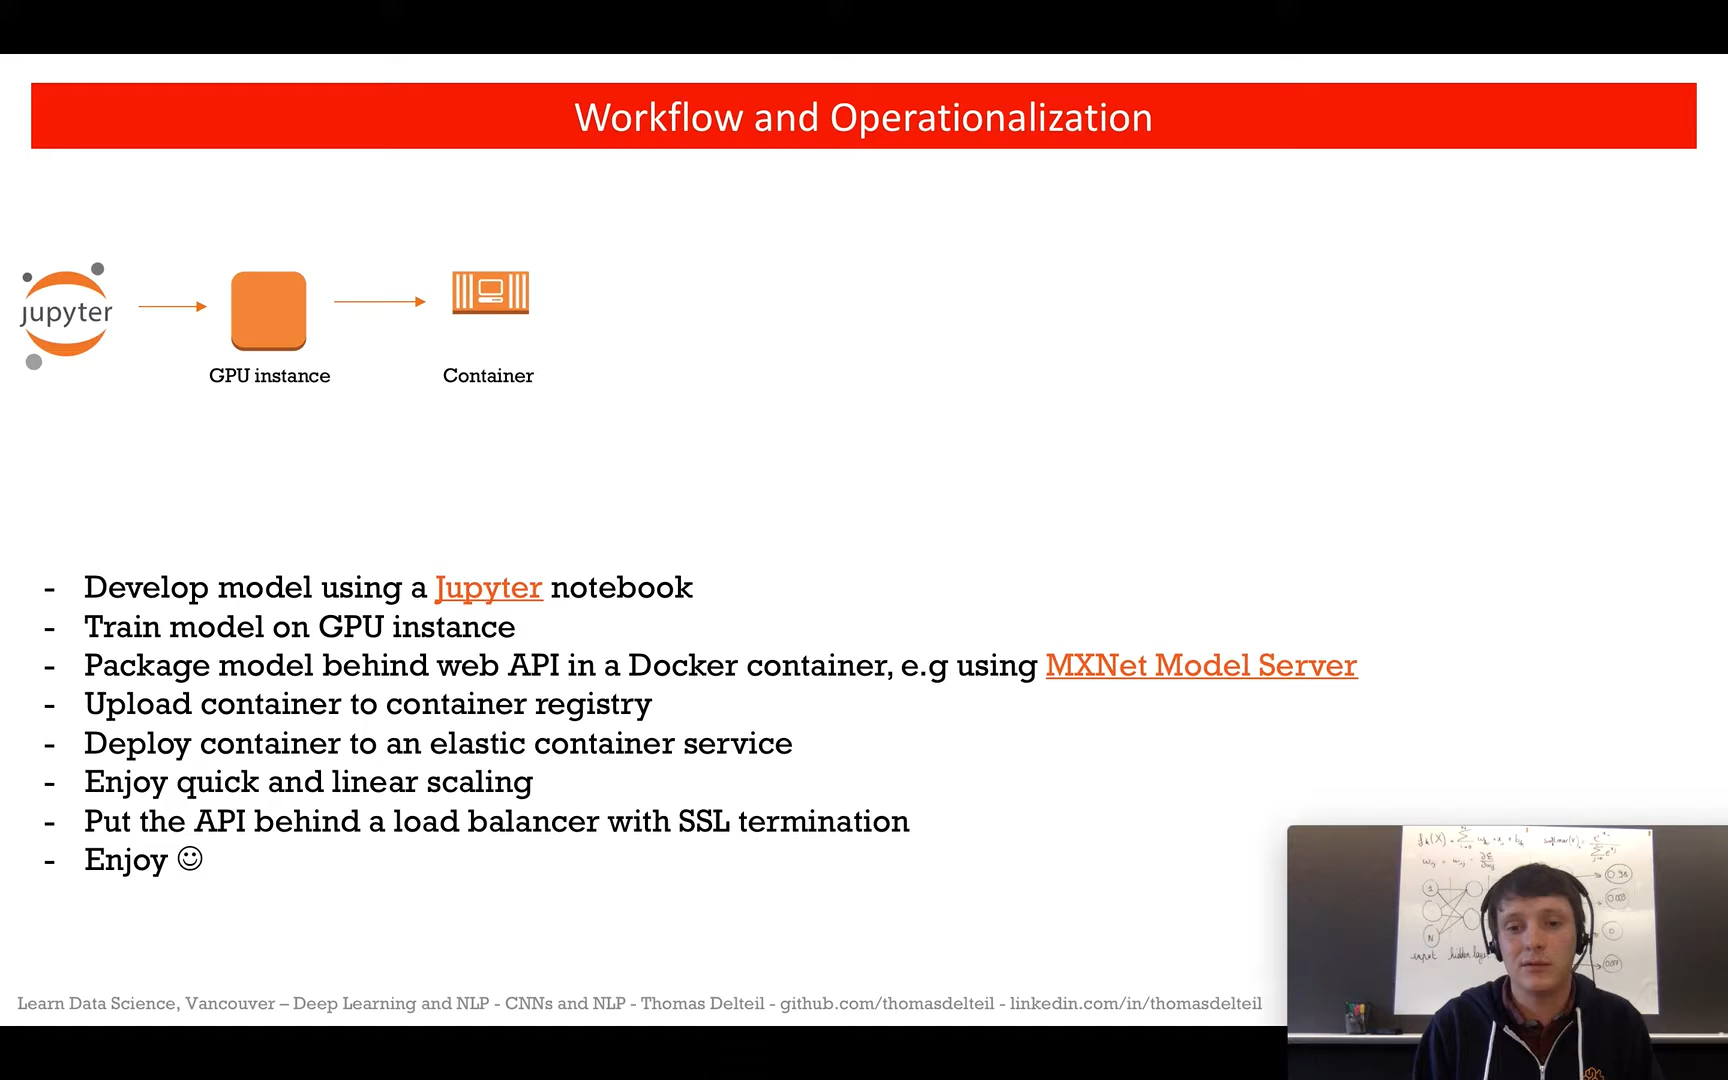 Workflow and Operationalization
jupyter
GPU instance
Container
- Develop model using a Jupyter notebook
- Train model on GPU instance
- Package model behind web API in a Docker container, e.g using MXNet Model Server
- Upload container to container registry
- Deploy container to an elastic container service
- Enjoy quick and linear scaling
- Put the API behind a load balancer with SSL termination
- Enjoy ☺
input hidden
N
0
Learn Data Science, Vancouver – Deep Learning and NLP - CNNs and NLP - Thomas Delteil - github.com/thomasdelteil - linkedin.com/in/thomasdelteil